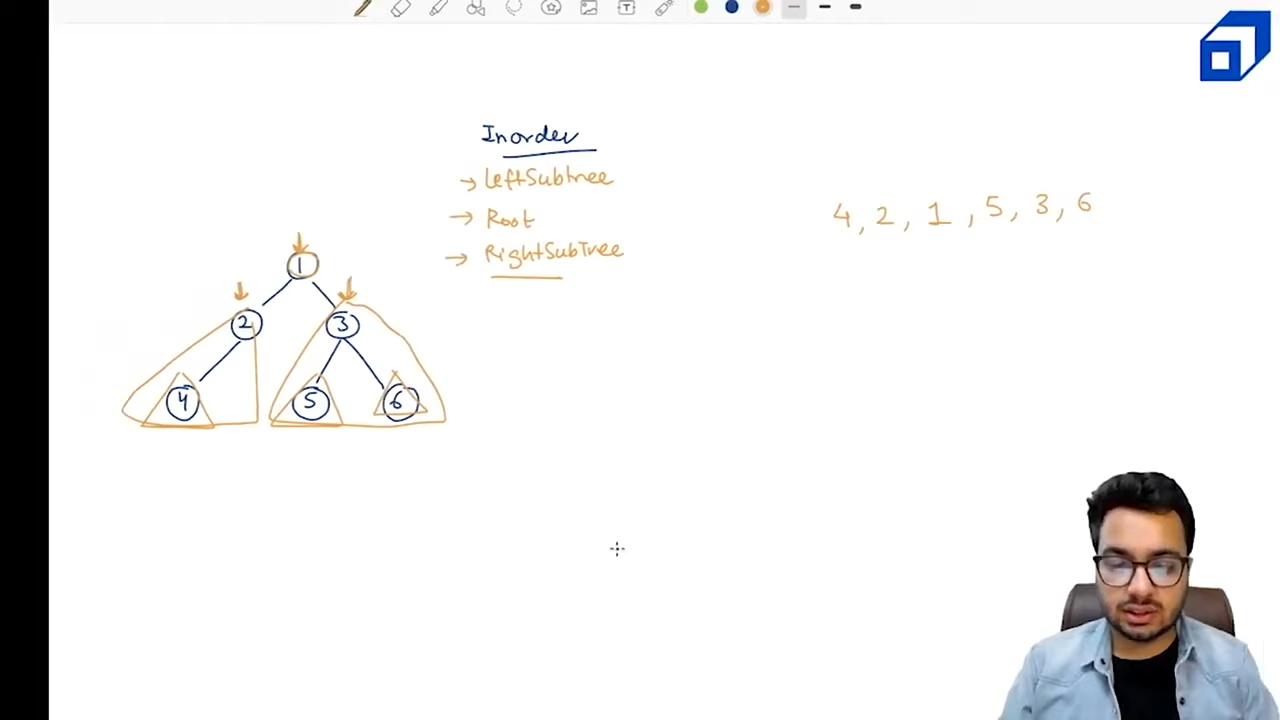 Inorder
→ LeftSubtree
→ Root
→ RightSubTree
4, 2, 1, 5, 3, 6
1
2 3
4 5 6